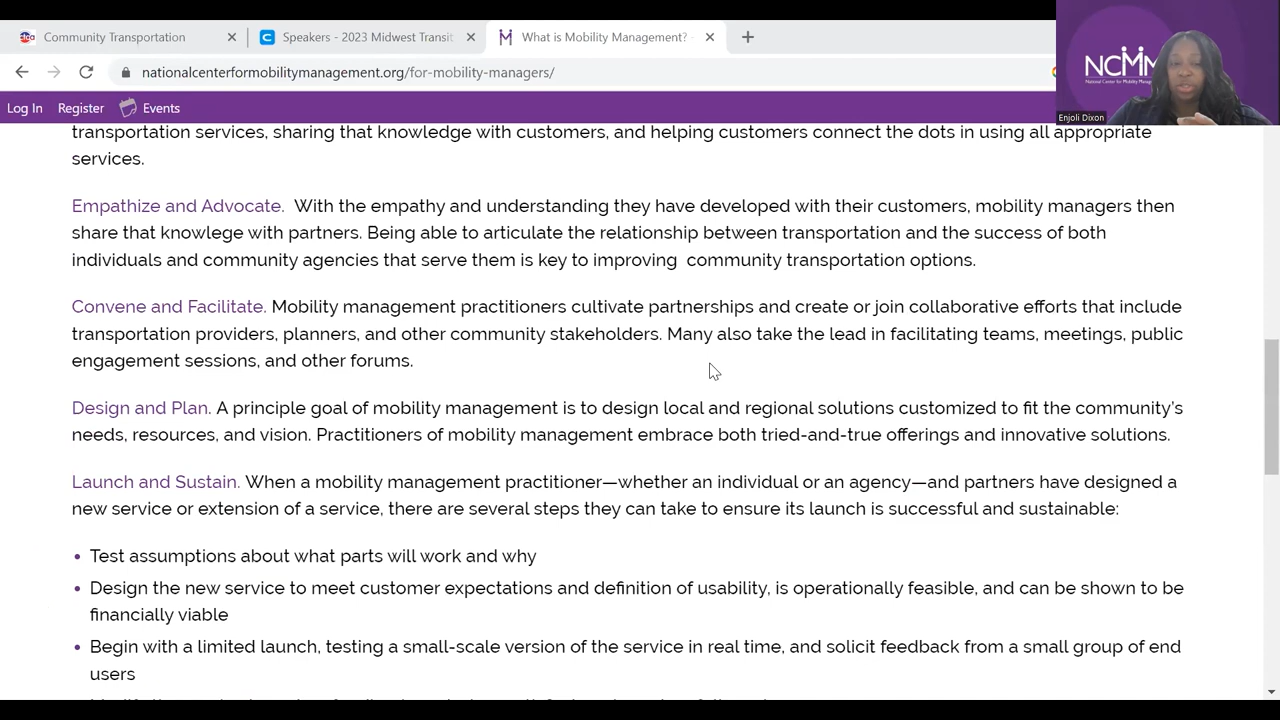 Community Transportation
Speakers - 2023 Midwest Transit
What is Mobility Management? -
nationalcenterformobilitymanagement.org/for-mobility-managers/
NCMM
National Center for Mobility
Enjoli Dixon
Log In Register Events
transportation services, sharing that knowledge with customers, and helping customers connect the dots in using all appropriate
services.
Empathize and Advocate. With the empathy and understanding they have developed with their customers, mobility managers then
share that knowlege with partners. Being able to articulate the relationship between transportation and the success of both
individuals and community agencies that serve them is key to improving community transportation options.
Convene and Facilitate. Mobility management practitioners cultivate partnerships and create or join collaborative efforts that include
transportation providers, planners, and other community stakeholders. Many also take the lead in facilitating teams, meetings, public
engagement sessions, and other forums.
Design and Plan. A principle goal of mobility management is to design local and regional solutions customized to fit the community's
needs, resources, and vision. Practitioners of mobility management embrace both tried-and-true offerings and innovative solutions.
Launch and Sustain. When a mobility management practitioner—whether an individual or an agency—and partners have designed a
new service or extension of a service, there are several steps they can take to ensure its launch is successful and sustainable:
• Test assumptions about what parts will work and why
• Design the new service to meet customer expectations and definition of usability, is operationally feasible, and can be shown to be
financially viable
• Begin with a limited launch, testing a small-scale version of the service in real time, and solicit feedback from a small group of end
users